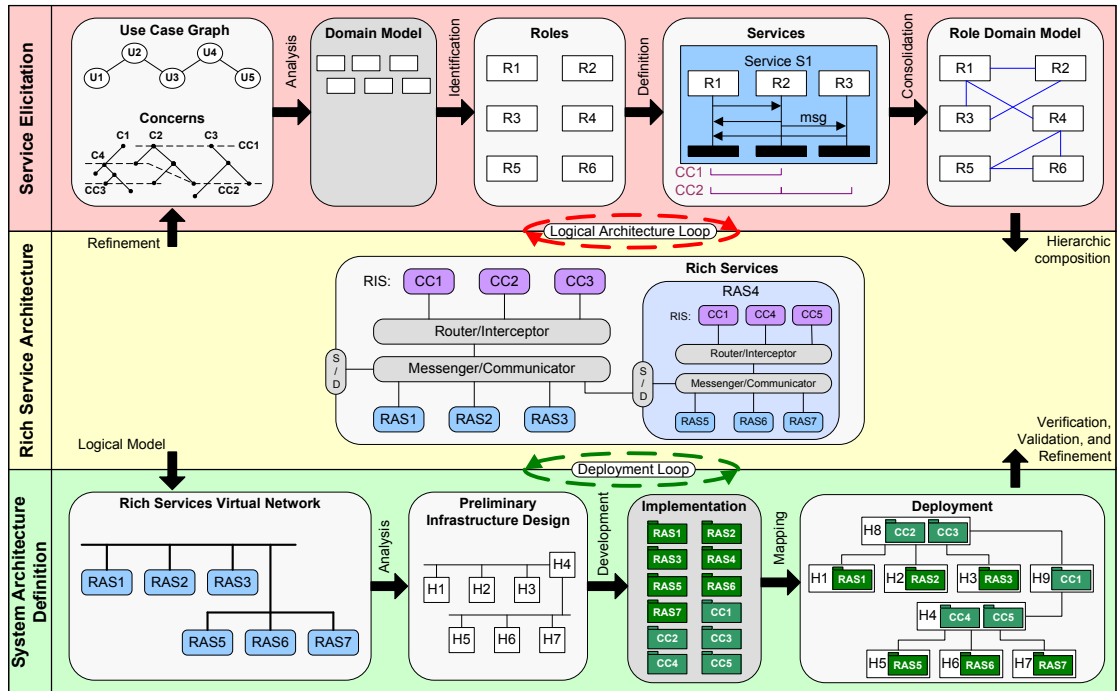 Service Elicitation
Use Case Graph
U2
U4
U1
U3
U5
Concerns
C1
C2
C3
CC1
C4
CC3
CC2
Analysis
Domain Model
Identification
Roles
R1
R2
R3
R4
R5
R6
Definition
Services
Service S1
R1
R2
R3
msg
CC1
CC2
Consolidation
Role Domain Model
R1
R2
R3
R4
R5
R6
Rich Service Architecture
Refinement
Logical Architecture Loop
Hierarchic
composition
Rich Services
RIS:
CC1
CC2
CC3
Router/Interceptor
S
/
D
Messenger/Communicator
RAS1
RAS2
RAS3
RAS4
RIS:
CC1
CC4
CC5
Router/Interceptor
S
/
D
Messenger/Communicator
RAS5
RAS6
RAS7
Logical Model
Deployment Loop
Verification,
Validation, and
Refinement
System Architecture
Definition
Rich Services Virtual Network
RAS1
RAS2
RAS3
RAS5
RAS6
RAS7
Analysis
Preliminary
Infrastructure Design
H4
H1
H2
H3
H5
H6
H7
Development
Implementation
RAS1
RAS2
RAS3
RAS4
RAS5
RAS6
RAS7
CC1
CC2
CC3
CC4
CC5
Mapping
Deployment
H8
CC2
CC3
H1
RAS1
H2
RAS2
H3
RAS3
H9
CC1
H4
CC4
CC5
H5
RAS5
H6
RAS6
H7
RAS7